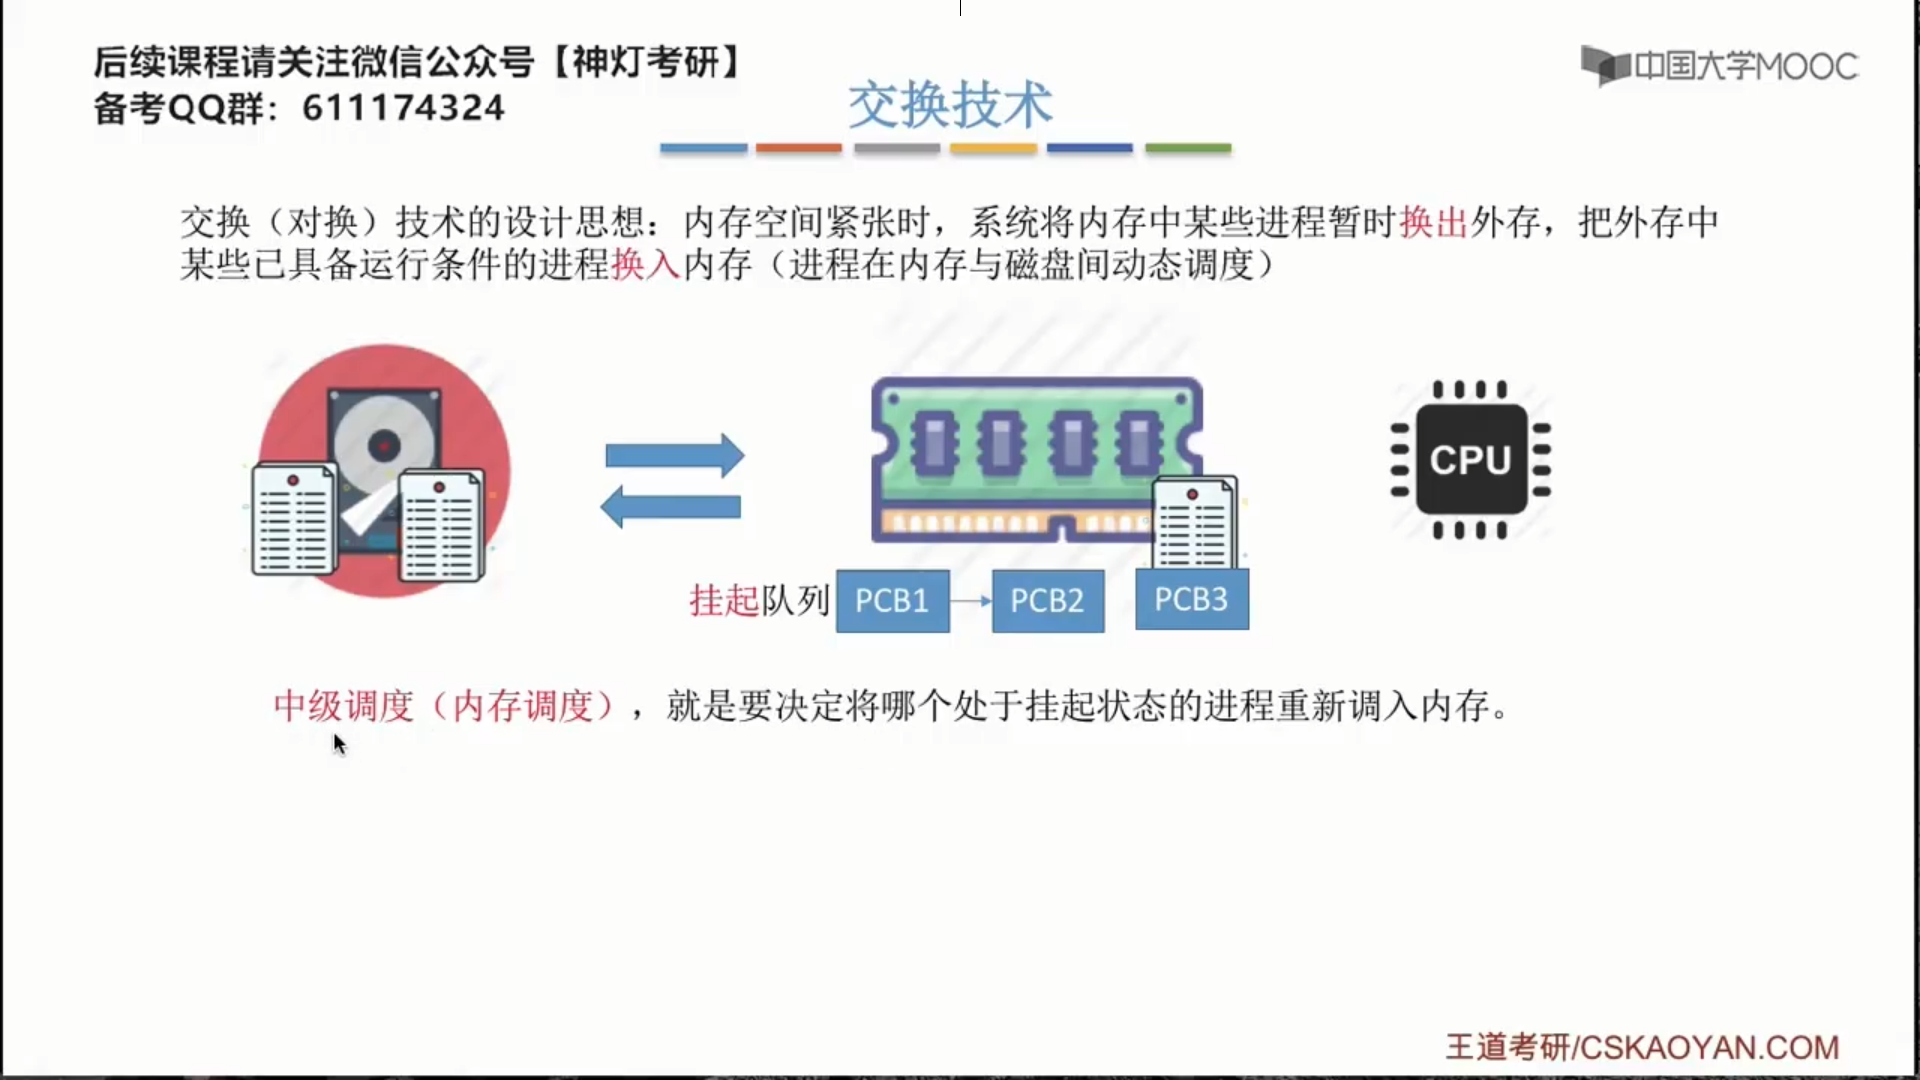 后续课程请关注微信公众号【神灯考研】
备考QQ群：611174324
中国大学MOOC
交换技术
交换（对换）技术的设计思想：内存空间紧张时，系统将内存中某些进程暂时换出外存，把外存中
某些已具备运行条件的进程换入内存（进程在内存与磁盘间动态调度）
CPU
挂起队列 PCB1 PCB2 PCB3
中级调度（内存调度），就是要决定将哪个处于挂起状态的进程重新调入内存。
王道考研/CSKAOYAN.COM